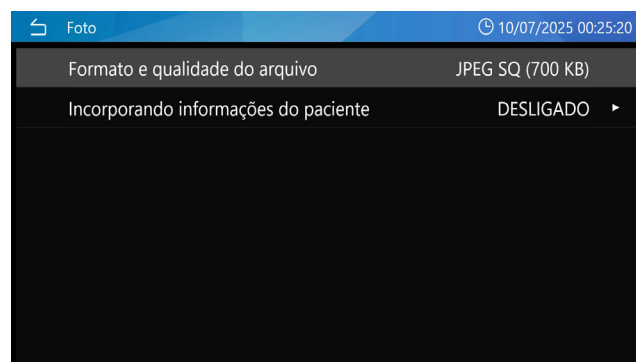 Foto 10/07/2025 00:25:20
Formato e qualidade do arquivo JPEG SQ (700 KB)
Incorporando informações do paciente DESLIGADO